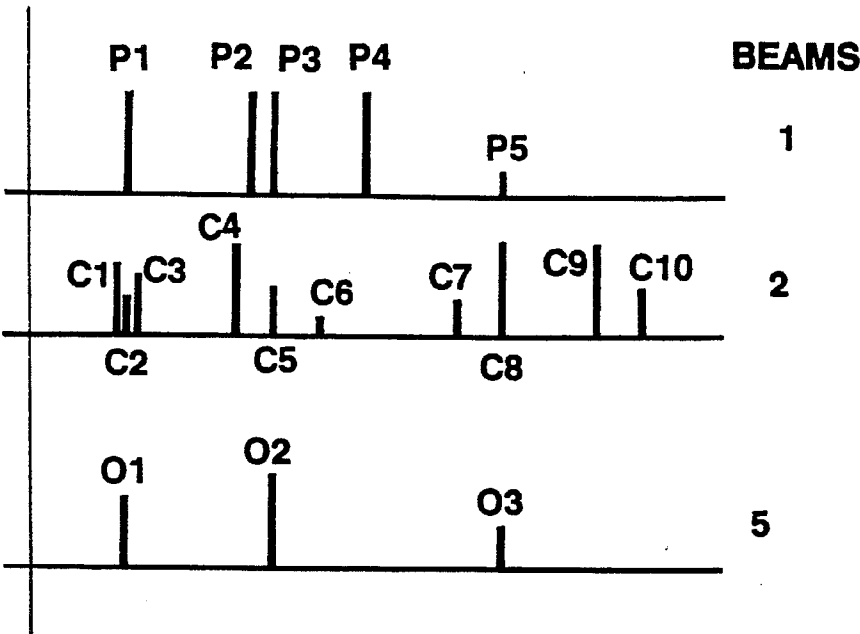 P1 P2 P3 P4 BEAMS
P5 1
C4
C1 C3 C6 C7 C9 C10 2
C2 C5 C8
O1 O2 O3 5